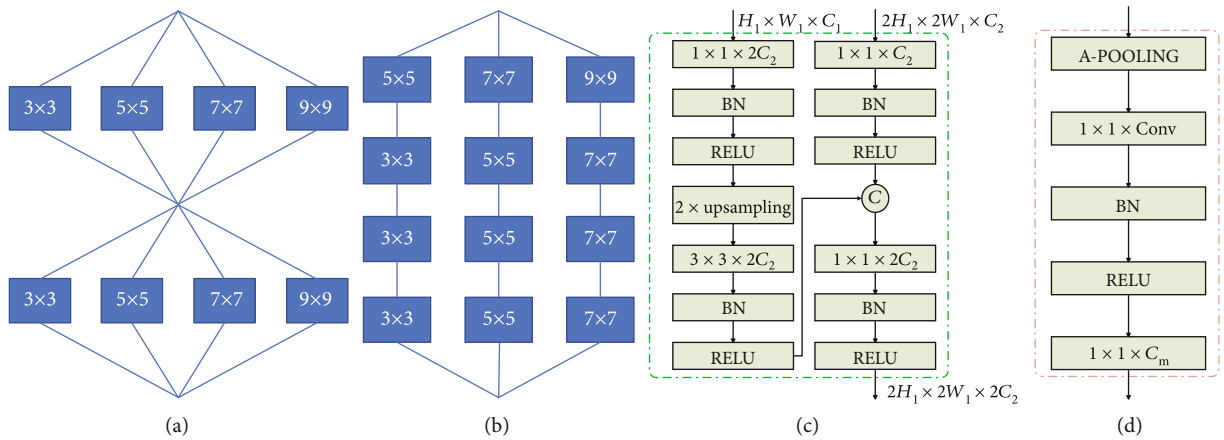 3×3 5×5 7×7 9×9
3×3 5×5 7×7 9×9
(a)
5×5 7×7 9×9
3×3 5×5 7×7
3×3 5×5 7×7
3×3 5×5 7×7
(b)
H₁ × W₁ × C₁
1 × 1 × 2C₂
BN
RELU
2 × upsampling
3 × 3 × 2C₂
BN
RELU
2H₁ × 2W₁ × C₂
1 × 1 × C₂
BN
RELU
C
1 × 1 × 2C₂
BN
RELU
2H₁ × 2W₁ × 2C₂
(c)
A-POOLING
1 × 1 × Conv
BN
RELU
1 × 1 × Cₘ
(d)